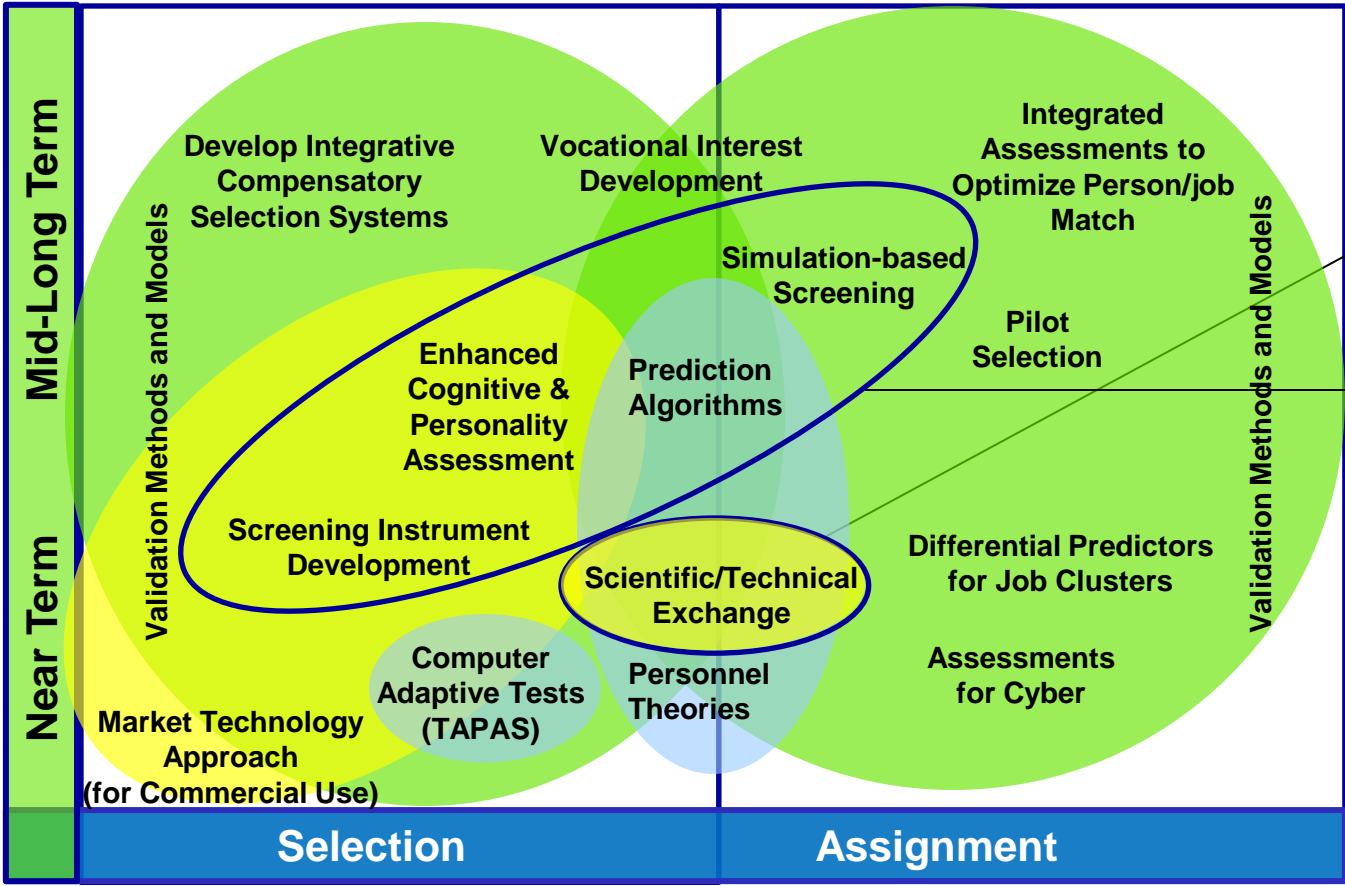 Mid-Long Term
Near Term
Validation Methods and Models
Develop Integrative
Compensatory
Selection Systems
Vocational Interest
Development
Integrated
Assessments to
Optimize Person/job
Match
Simulation-based
Screening
Pilot
Selection
Enhanced
Cognitive &
Personality
Assessment
Prediction
Algorithms
Validation Methods and Models
Screening Instrument
Development
Scientific/Technical
Exchange
Differential Predictors
for Job Clusters
Computer
Adaptive Tests
(TAPAS)
Personnel
Theories
Assessments
for Cyber
Market Technology
Approach
(for Commercial Use)
Selection
Assignment